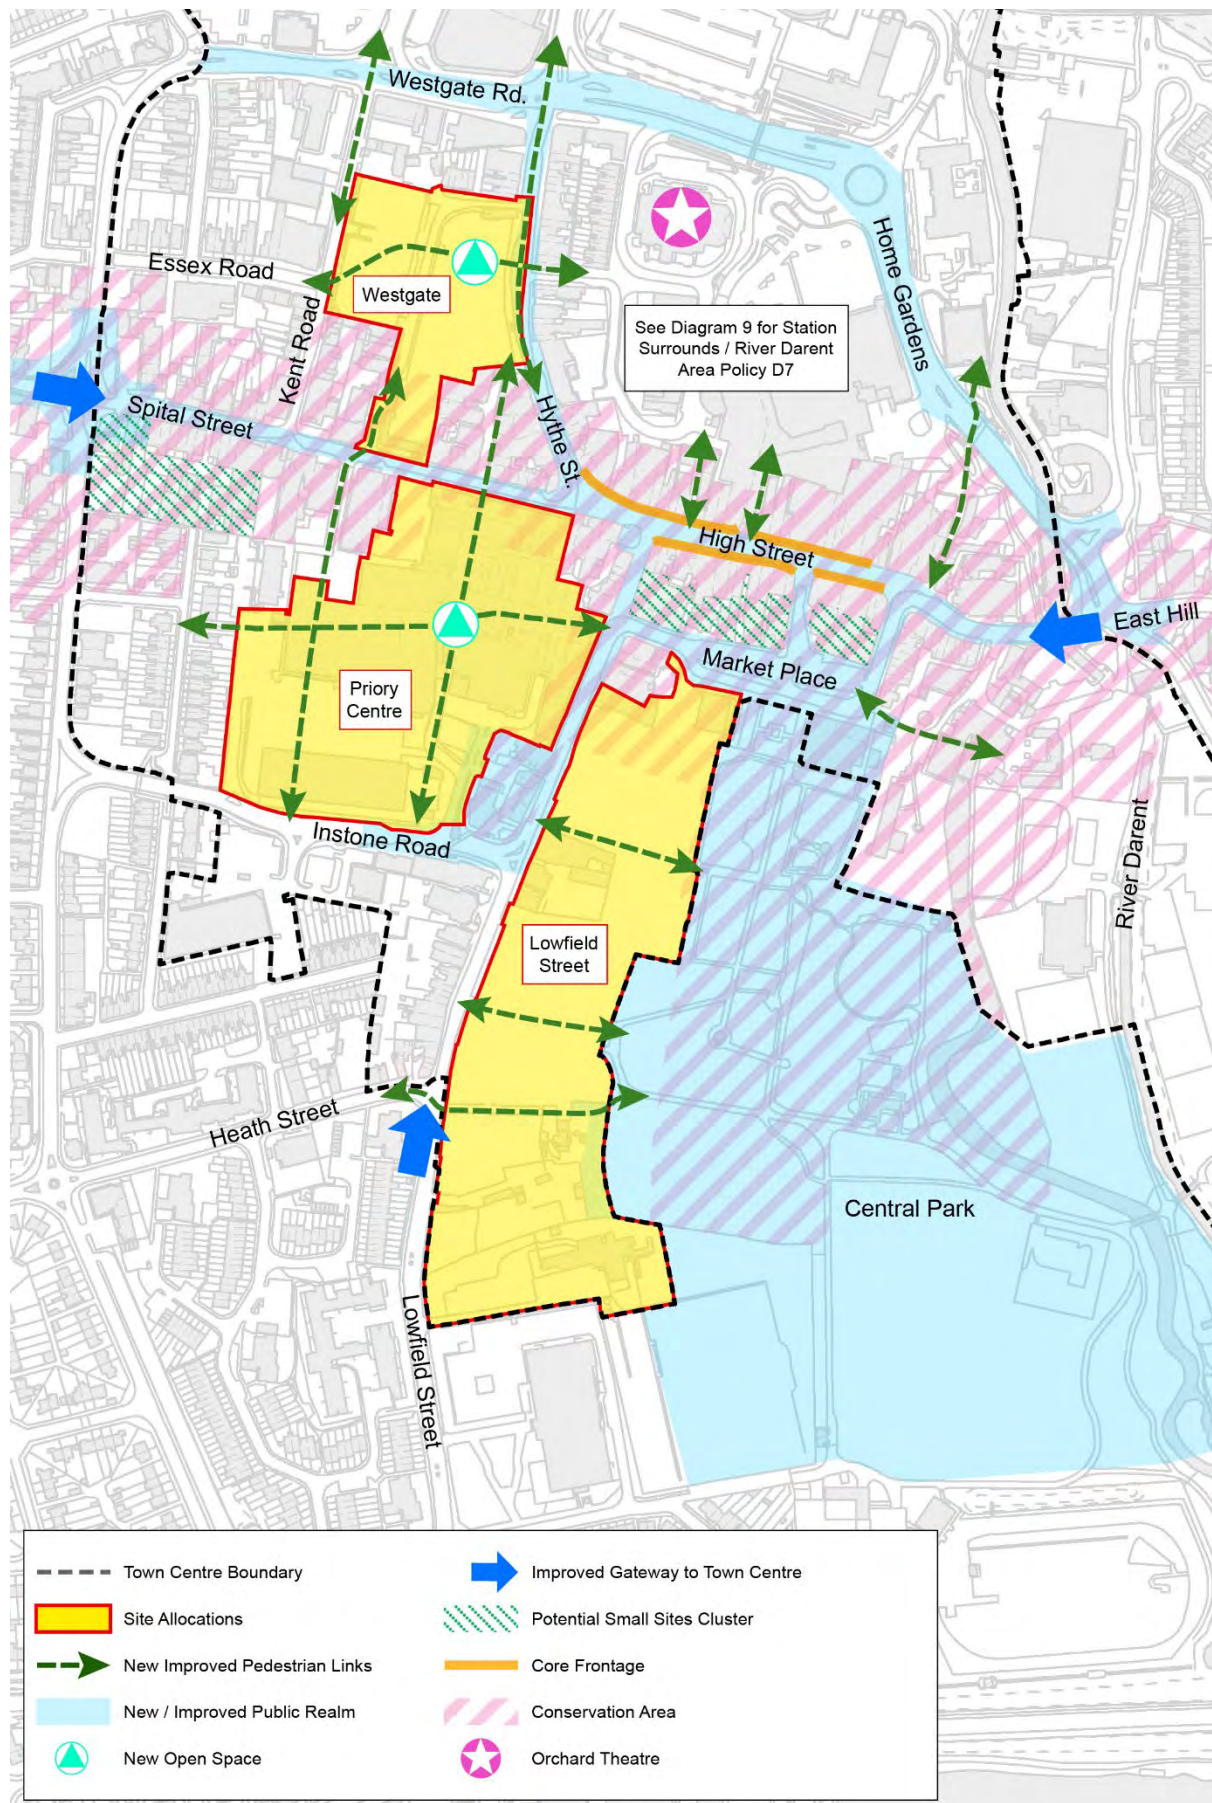 Westgate Rd.
Essex Road
Westgate
Kent Road
Home Gardens
See Diagram 9 for Station
Surrounds / River Darent
Area Policy D7
Spital Street
Hythe St.
High Street
East Hill
Market Place
Priory
Centre
Instone Road
River Darent
Lowfield
Street
Heath Street
Central Park
Lowfield Street
Town Centre Boundary
Improved Gateway to Town Centre
Site Allocations
Potential Small Sites Cluster
New Improved Pedestrian Links
Core Frontage
New / Improved Public Realm
Conservation Area
New Open Space
Orchard Theatre